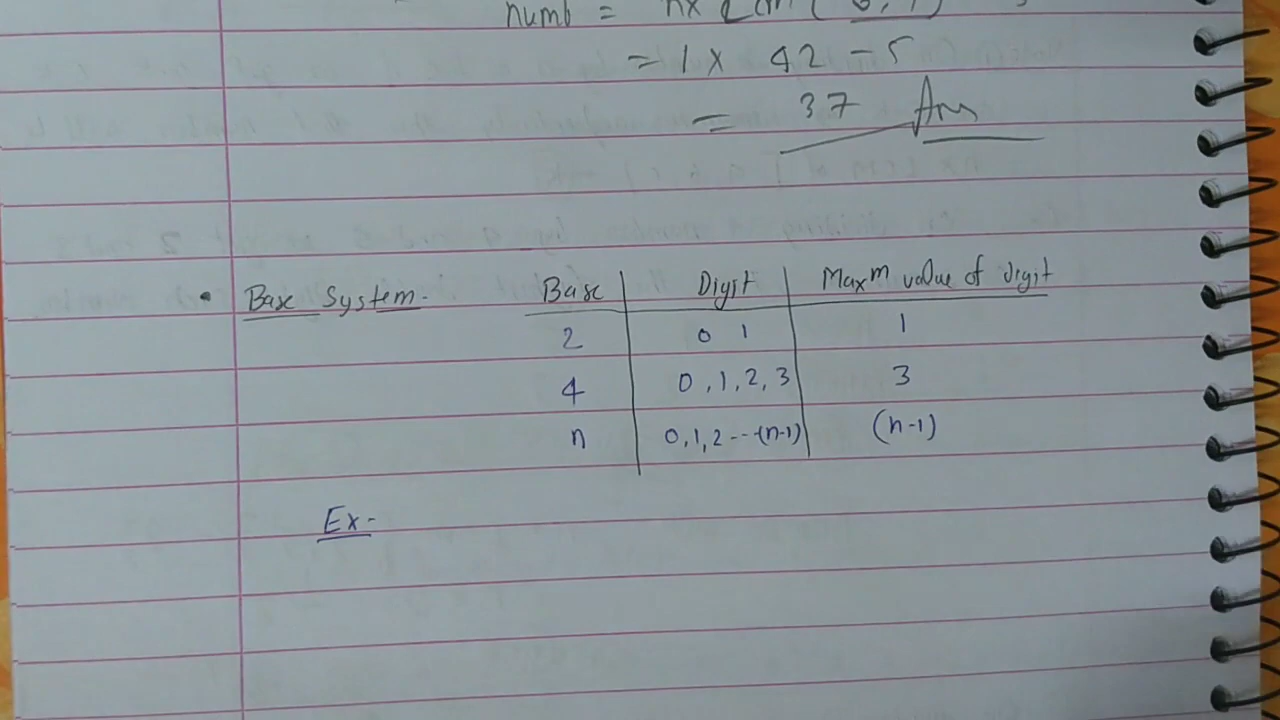 numb =
= 1 x 42 - 5
= 37 Ans
• Base System-
Base | Digit | Maxm value of digit
2 | 0 1 | 1
4 | 0, 1, 2, 3 | 3
n | 0, 1, 2 --- (n-1) | (n-1)
Ex-